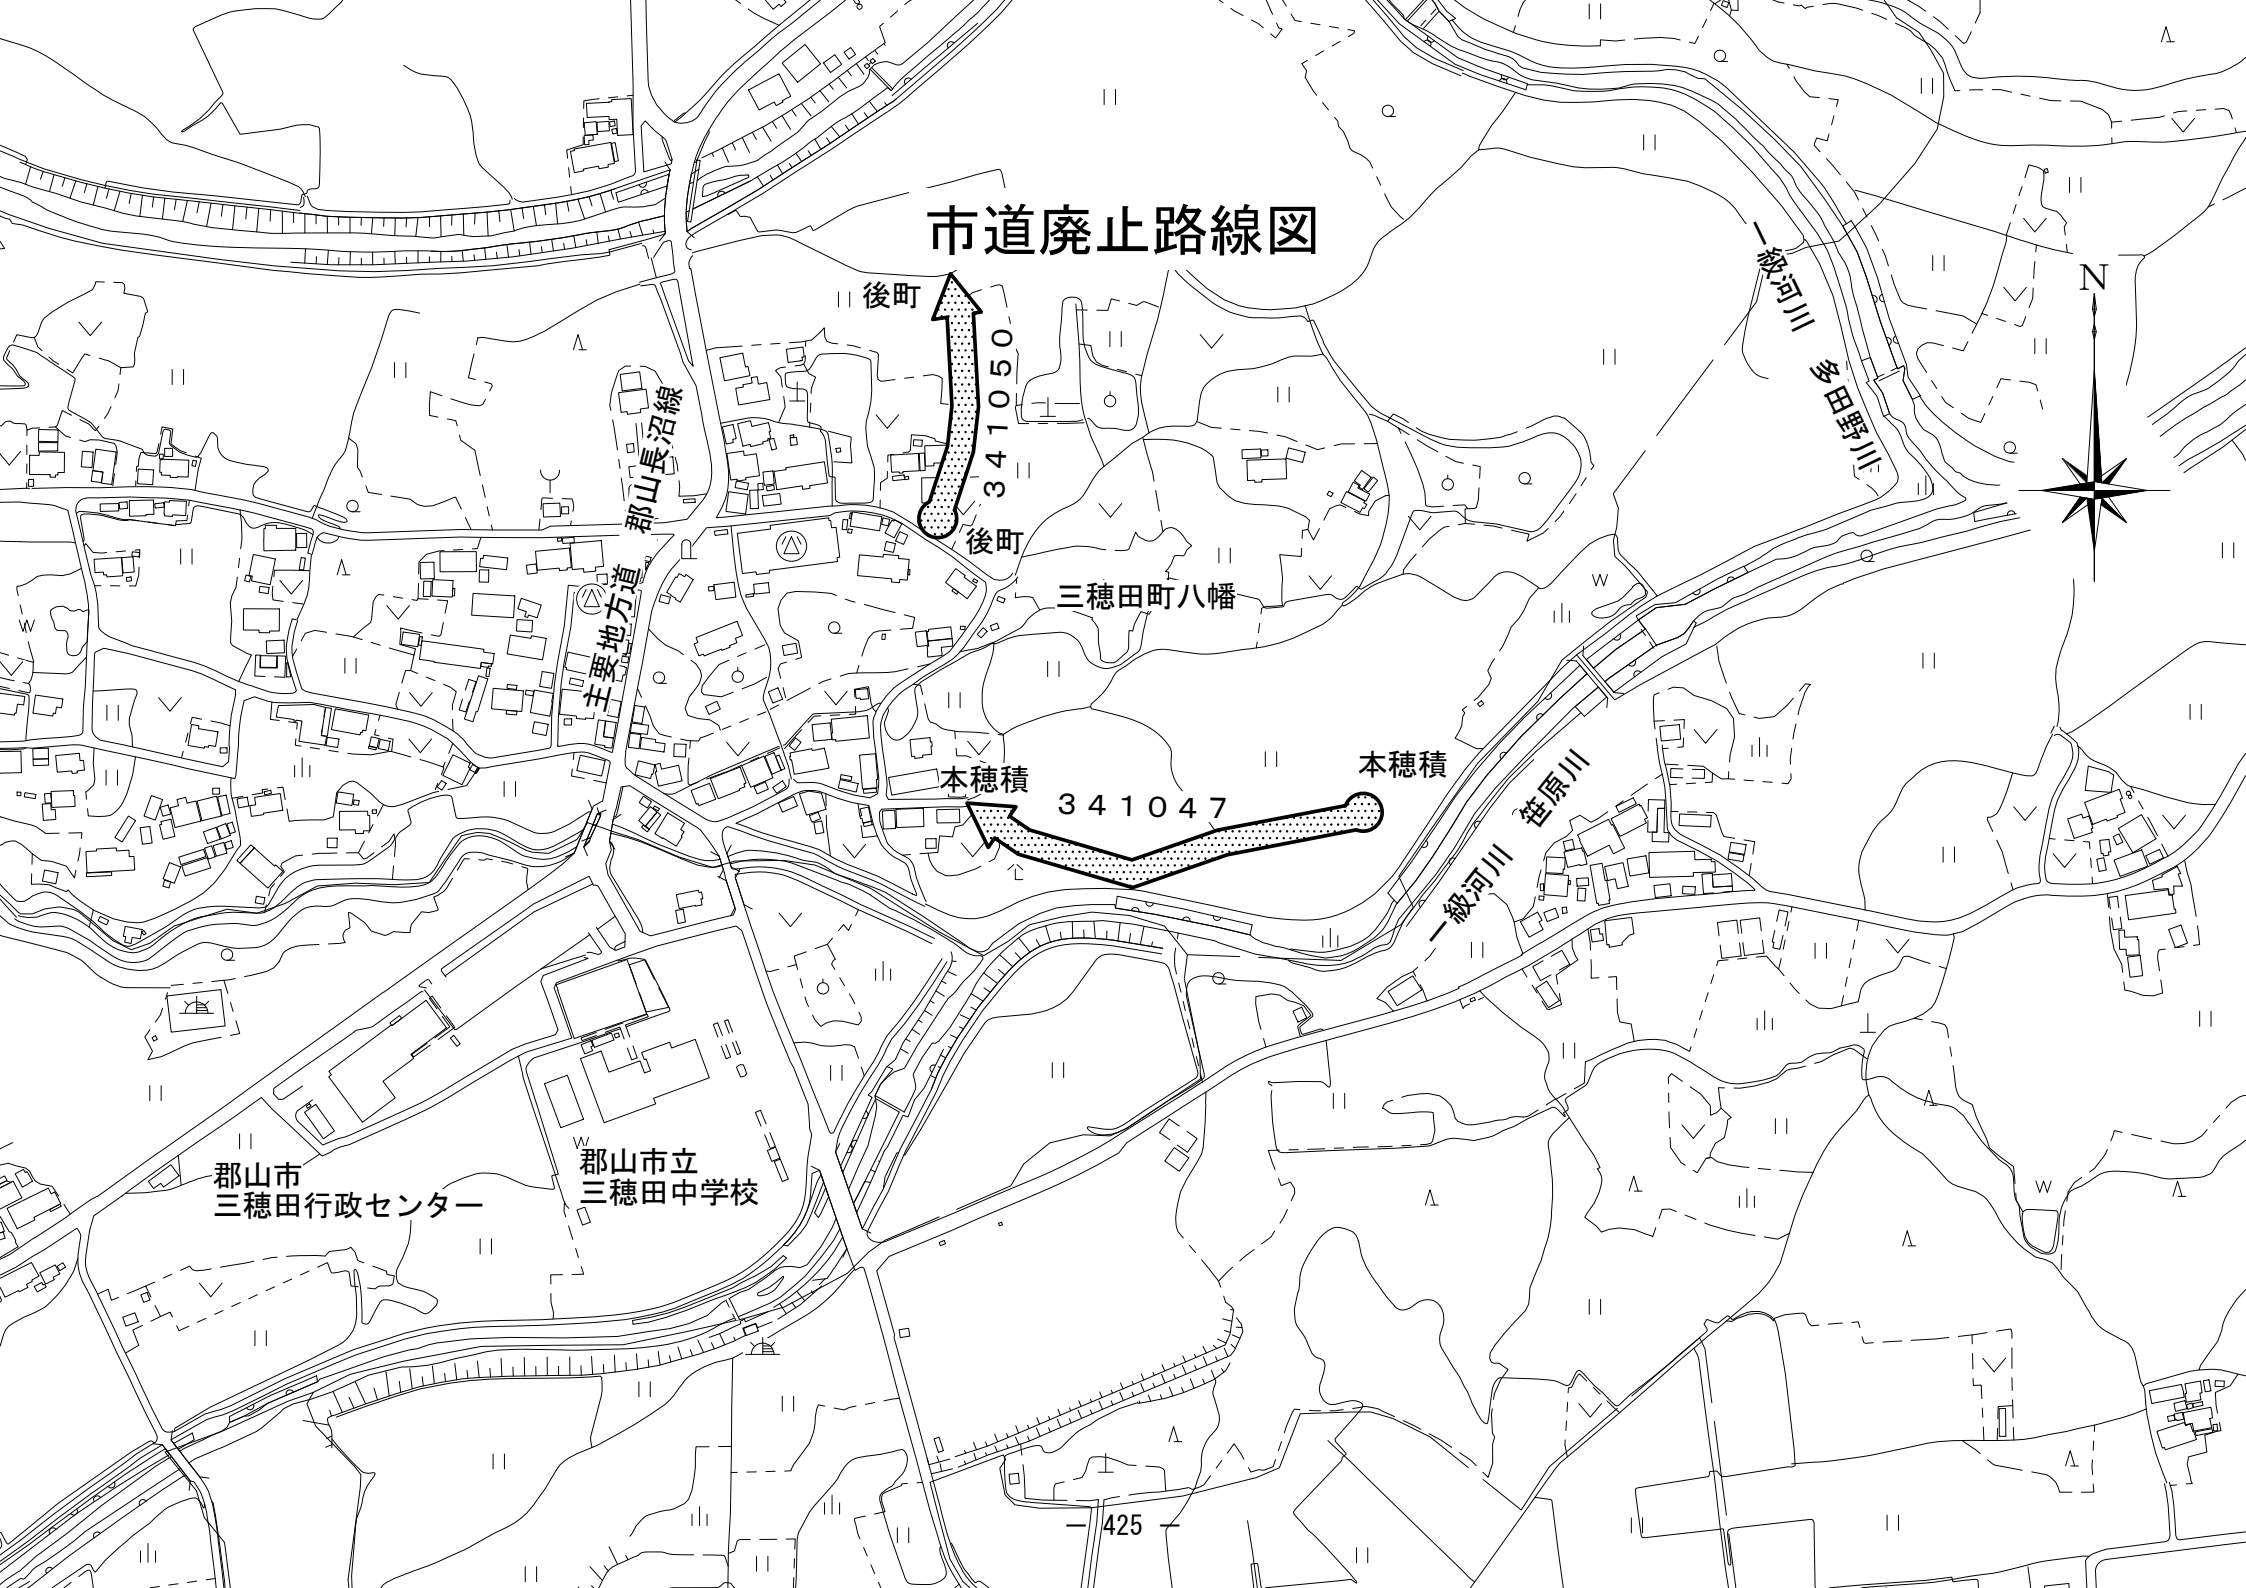 市道廃止路線図
一級河川　多田野川
N
後町
341050
後町
主要地方道　郡山長沼線
三穂田町八幡
本穂積
本穂積
341047
一級河川　笹原川
郡山市
三穂田行政センター
郡山市立
三穂田中学校
― 425 ―